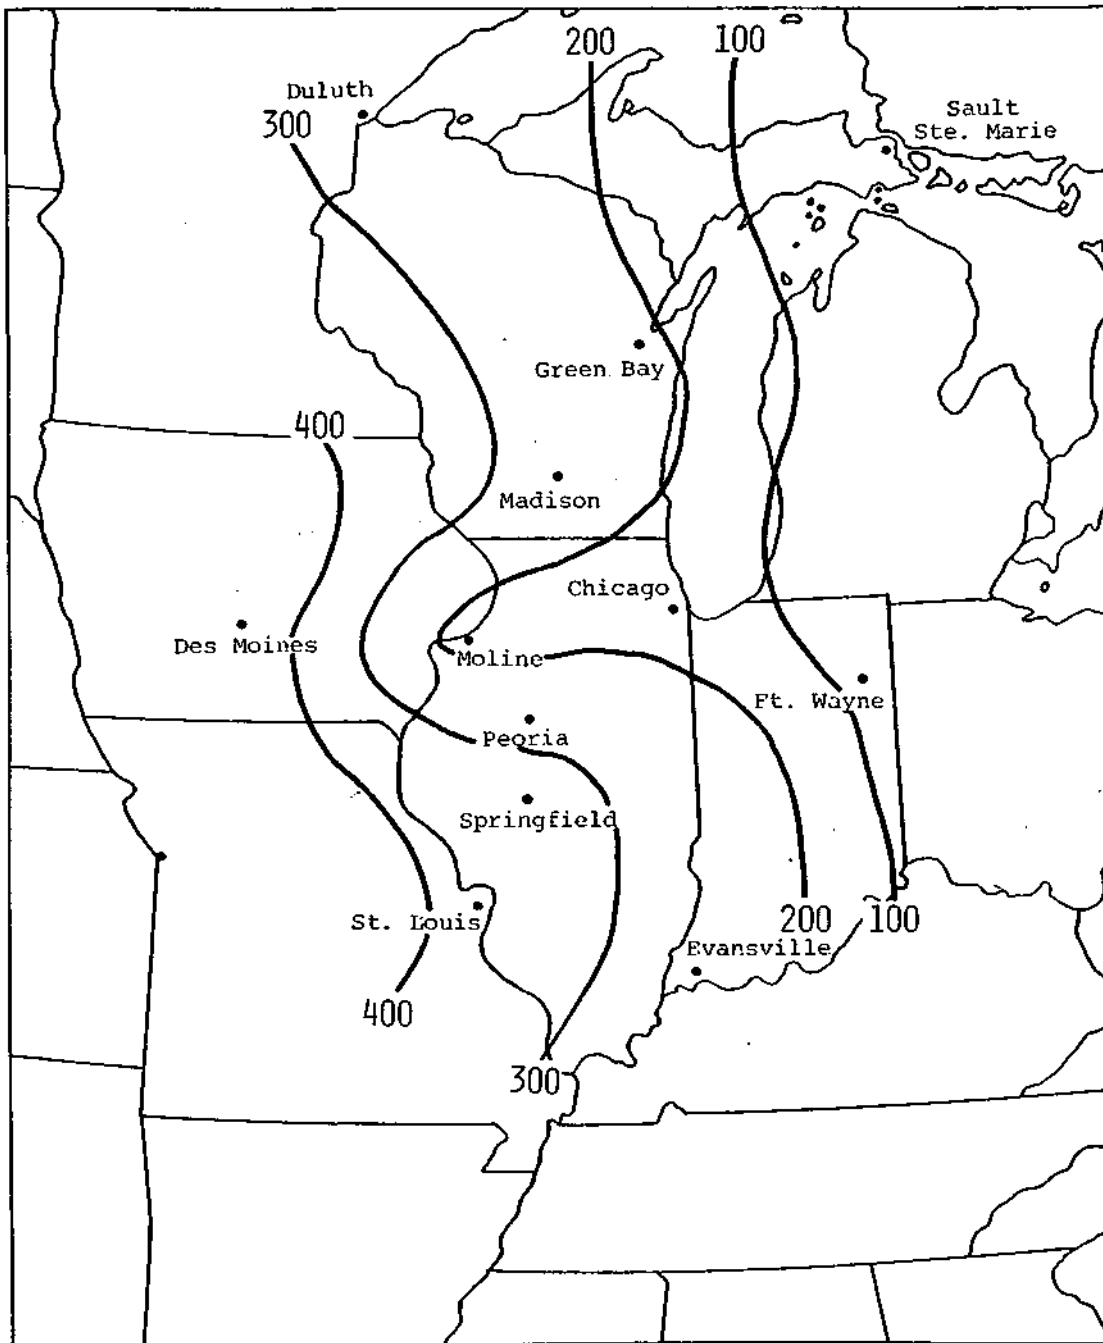 200
100
Duluth
300
Sault
Ste. Marie
Green Bay
400
Madison
Chicago
Des Moines
Moline
Ft. Wayne
Peoria
Springfield
St. Louis
200
100
Evansville
400
300